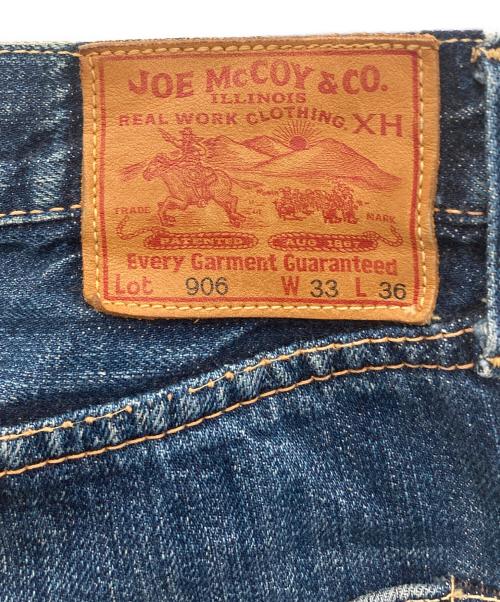 JOE McCOY & CO.
ILLINOIS
REAL WORK CLOTHING. XH
TRADE MARK
PATENTED AUG 1867
Every Garment Guaranteed
Lot 906 W 33 L 36